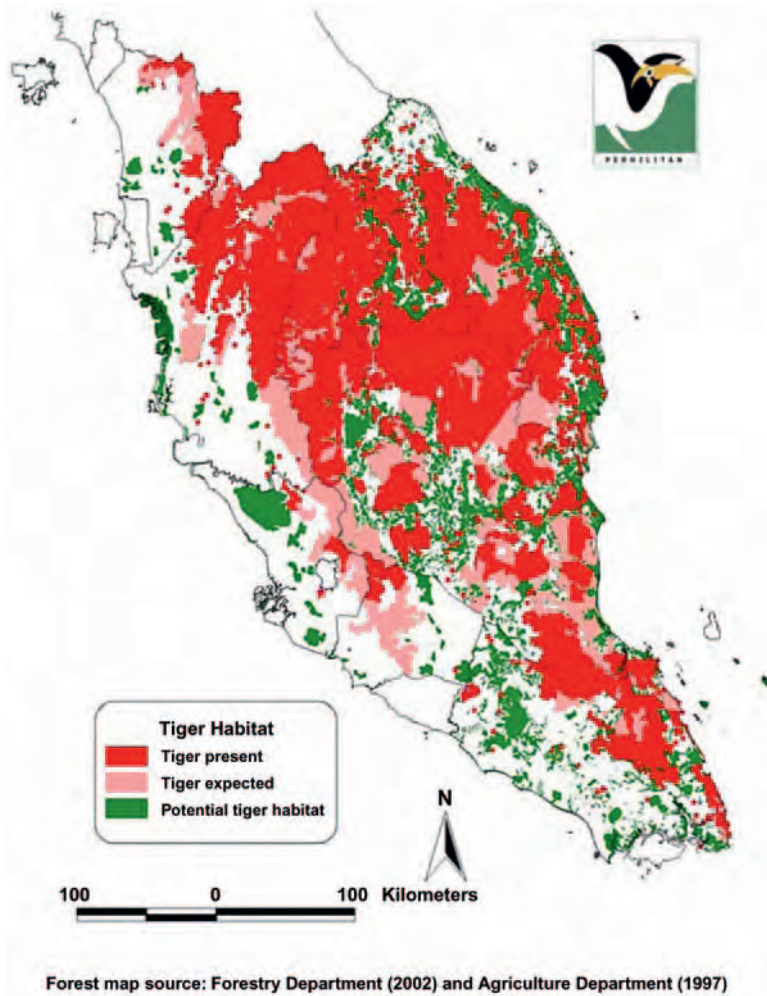 PERHILITAN
Tiger Habitat
Tiger present
Tiger expected
Potential tiger habitat
N
100 0 100 Kilometers
Forest map source: Forestry Department (2002) and Agriculture Department (1997)